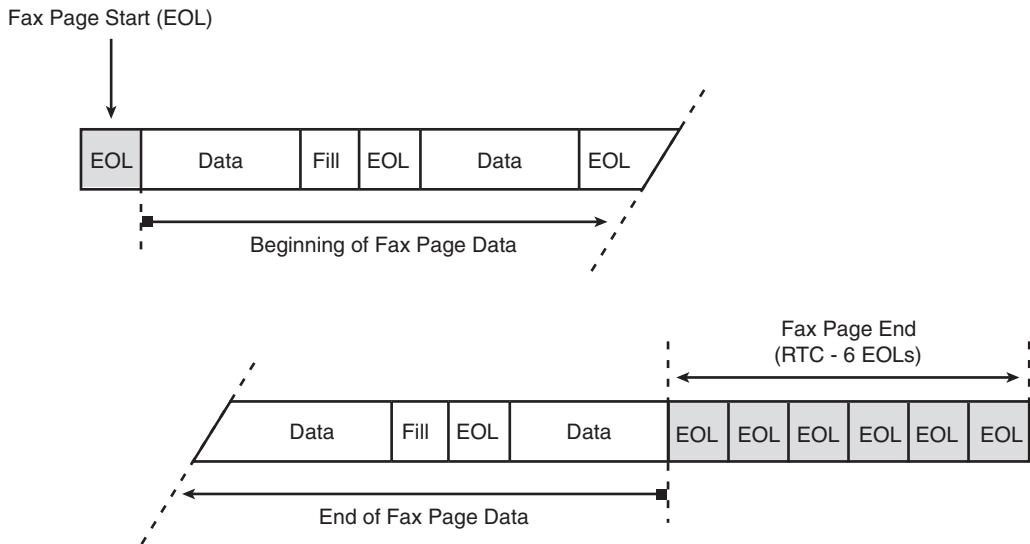 Fax Page Start (EOL)
EOL Data Fill EOL Data EOL
Beginning of Fax Page Data
Fax Page End
(RTC - 6 EOLs)
Data Fill EOL Data EOL EOL EOL EOL EOL EOL
End of Fax Page Data